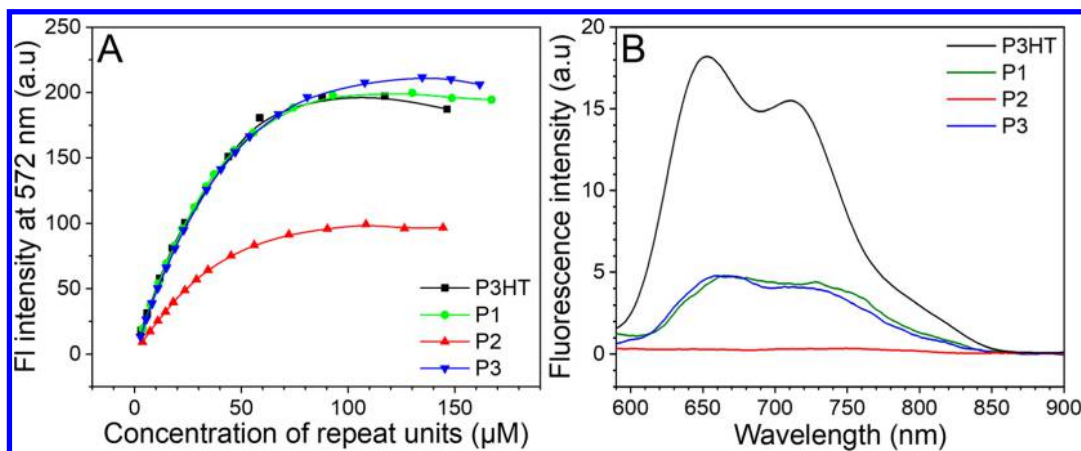 A
FI intensity at 572 nm (a.u)
250
200
150
100
50
0
0 50 100 150
Concentration of repeat units (µM)
P3HT
P1
P2
P3
B
Fluorescence intensity (a.u)
20
15
10
5
0
600 650 700 750 800 850 900
Wavelength (nm)
P3HT
P1
P2
P3